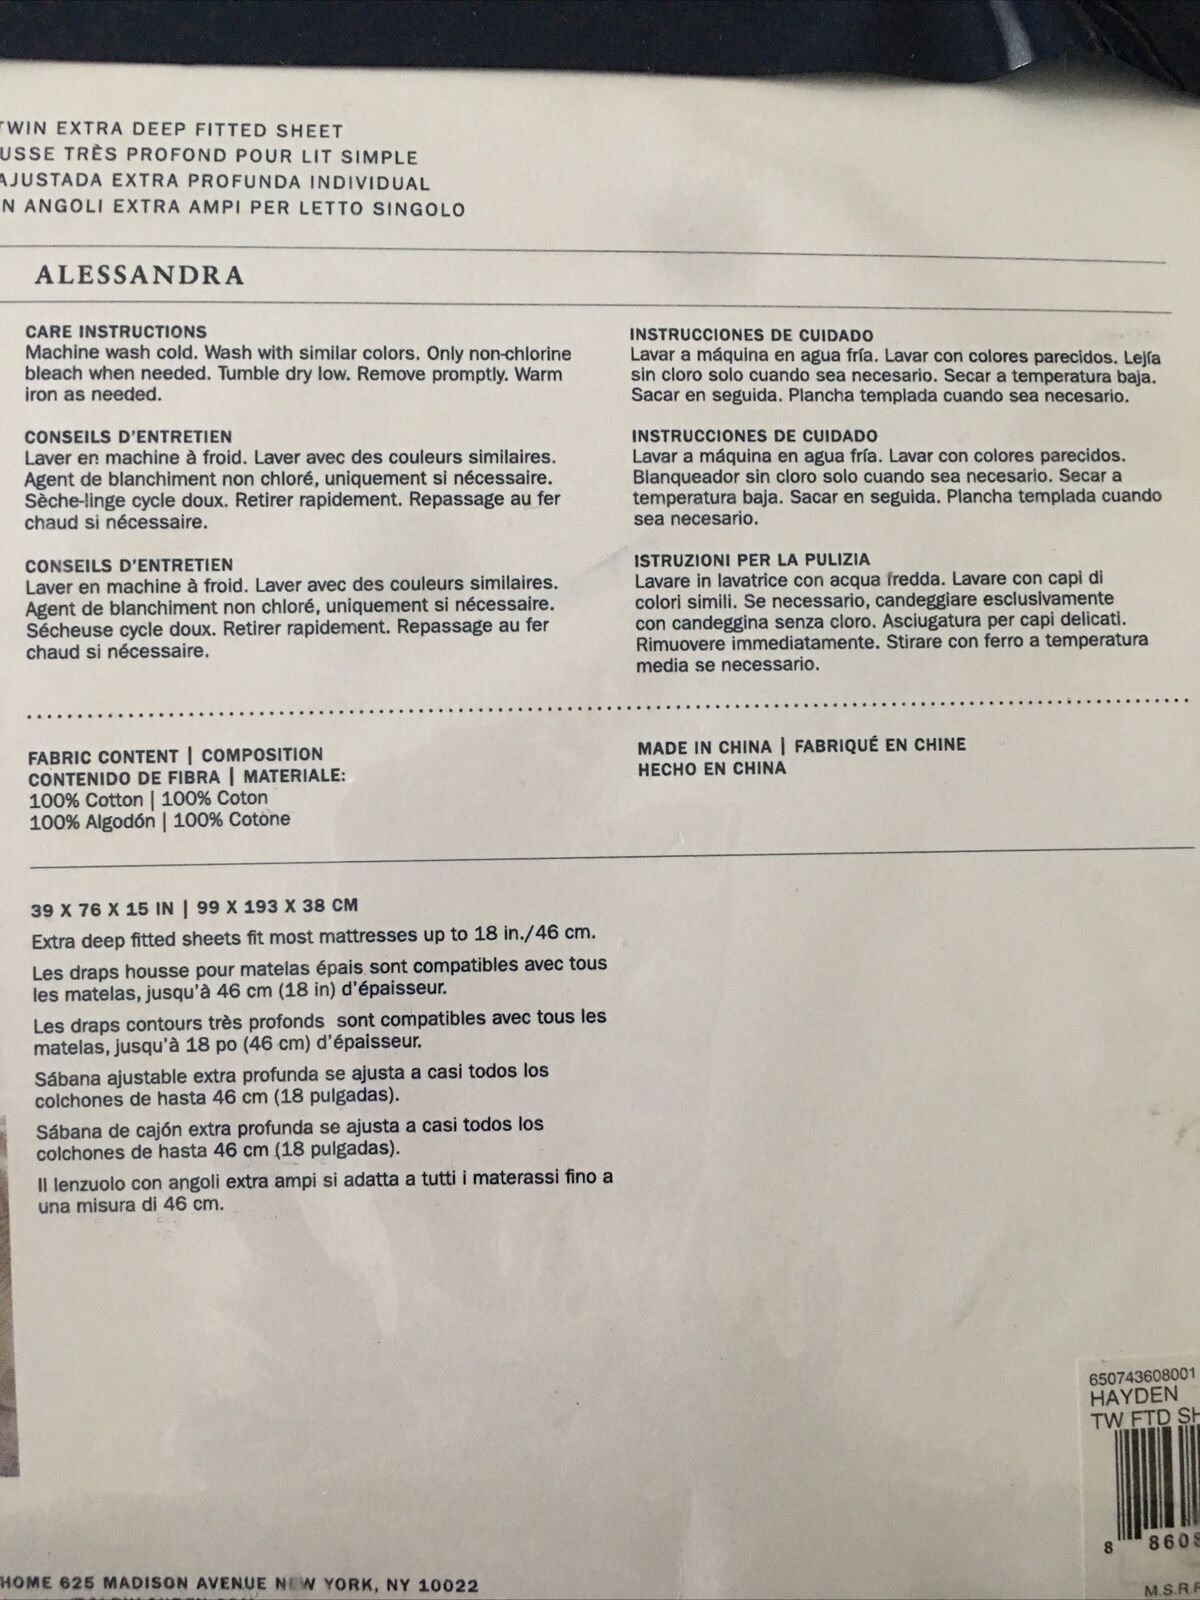 TWIN EXTRA DEEP FITTED SHEET
USSE TRÈS PROFOND POUR LIT SIMPLE
AJUSTADA EXTRA PROFUNDA INDIVIDUAL
N ANGOLI EXTRA AMPI PER LETTO SINGOLO
ALESSANDRA
CARE INSTRUCTIONS
Machine wash cold. Wash with similar colors. Only non-chlorine
bleach when needed. Tumble dry low. Remove promptly. Warm
iron as needed.
CONSEILS D'ENTRETIEN
Laver en machine à froid. Laver avec des couleurs similaires.
Agent de blanchiment non chloré, uniquement si nécessaire.
Sèche-linge cycle doux. Retirer rapidement. Repassage au fer
chaud si nécessaire.
CONSEILS D'ENTRETIEN
Laver en machine à froid. Laver avec des couleurs similaires.
Agent de blanchiment non chloré, uniquement si nécessaire.
Sécheuse cycle doux. Retirer rapidement. Repassage au fer
chaud si nécessaire.
INSTRUCCIONES DE CUIDADO
Lavar a máquina en agua fría. Lavar con colores parecidos. Lejía
sin cloro solo cuando sea necesario. Secar a temperatura baja.
Sacar en seguida. Plancha templada cuando sea necesario.
INSTRUCCIONES DE CUIDADO
Lavar a máquina en agua fría. Lavar con colores parecidos.
Blanqueador sin cloro solo cuando sea necesario. Secar a
temperatura baja. Sacar en seguida. Plancha templada cuando
sea necesario.
ISTRUZIONI PER LA PULIZIA
Lavare in lavatrice con acqua fredda. Lavare con capi di
colori simili. Se necessario, candeggiare esclusivamente
con candeggina senza cloro. Asciugatura per capi delicati.
Rimuovere immediatamente. Stirare con ferro a temperatura
media se necessario.
FABRIC CONTENT | COMPOSITION
CONTENIDO DE FIBRA | MATERIALE:
100% Cotton | 100% Coton
100% Algodón | 100% Cotone
MADE IN CHINA | FABRIQUÉ EN CHINE
HECHO EN CHINA
39 X 76 X 15 IN | 99 X 193 X 38 CM
Extra deep fitted sheets fit most mattresses up to 18 in./46 cm.
Les draps housse pour matelas épais sont compatibles avec tous
les matelas, jusqu'à 46 cm (18 in) d'épaisseur.
Les draps contours très profonds sont compatibles avec tous les
matelas, jusqu'à 18 po (46 cm) d'épaisseur.
Sábana ajustable extra profunda se ajusta a casi todos los
colchones de hasta 46 cm (18 pulgadas).
Sábana de cajón extra profunda se ajusta a casi todos los
colchones de hasta 46 cm (18 pulgadas).
Il lenzuolo con angoli extra ampi si adatta a tutti i materassi fino a
una misura di 46 cm.
650743608001
HAYDEN
TW FTD SH
8 8608
M.S.R.P
HOME 625 MADISON AVENUE NEW YORK, NY 10022